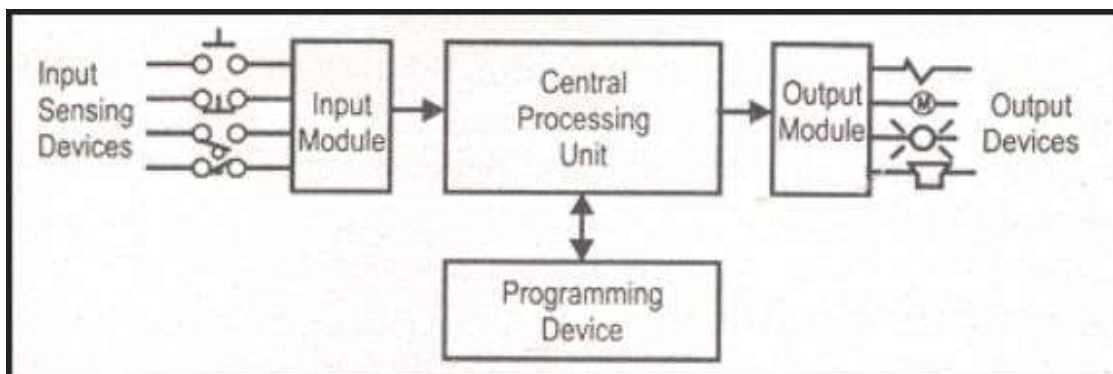 Input
Sensing
Devices
Input
Module
Central
Processing
Unit
Output
Module
M
Output
Devices
Programming
Device